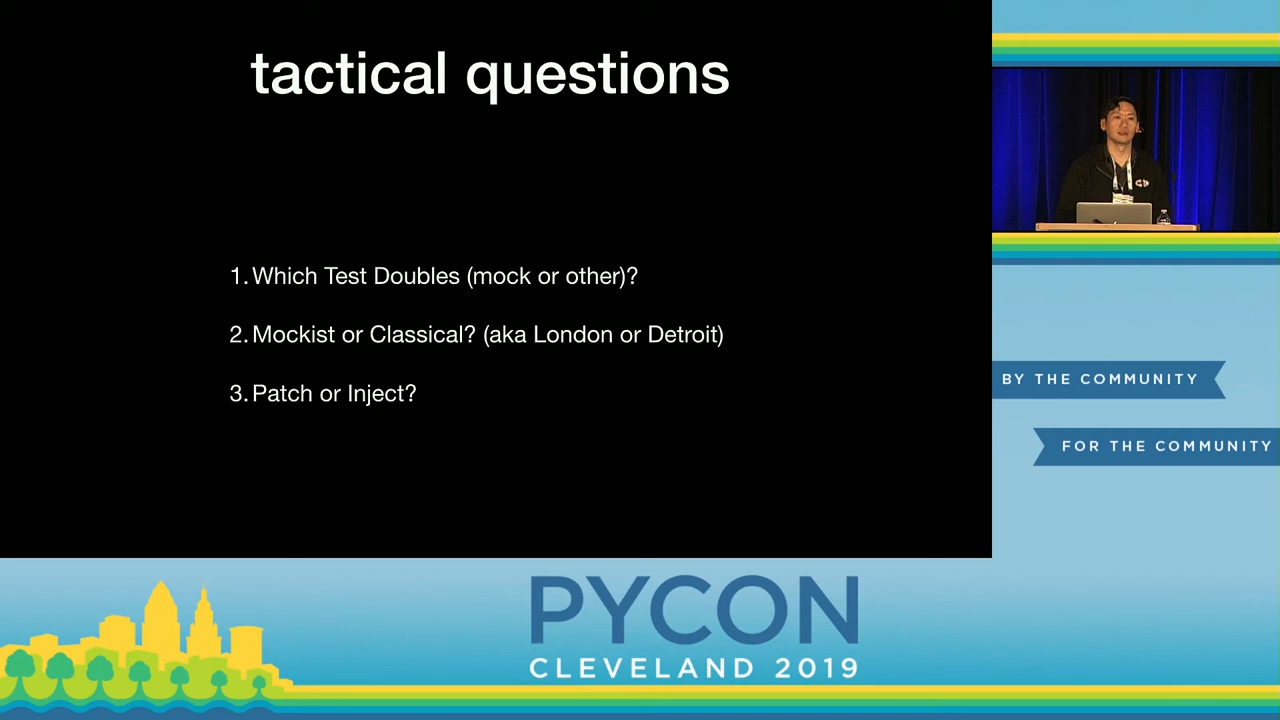 tactical questions
1. Which Test Doubles (mock or other)?
2. Mockist or Classical? (aka London or Detroit)
3. Patch or Inject?
BY THE COMMUNITY
FOR THE COMMUNITY
PYCON
CLEVELAND 2019